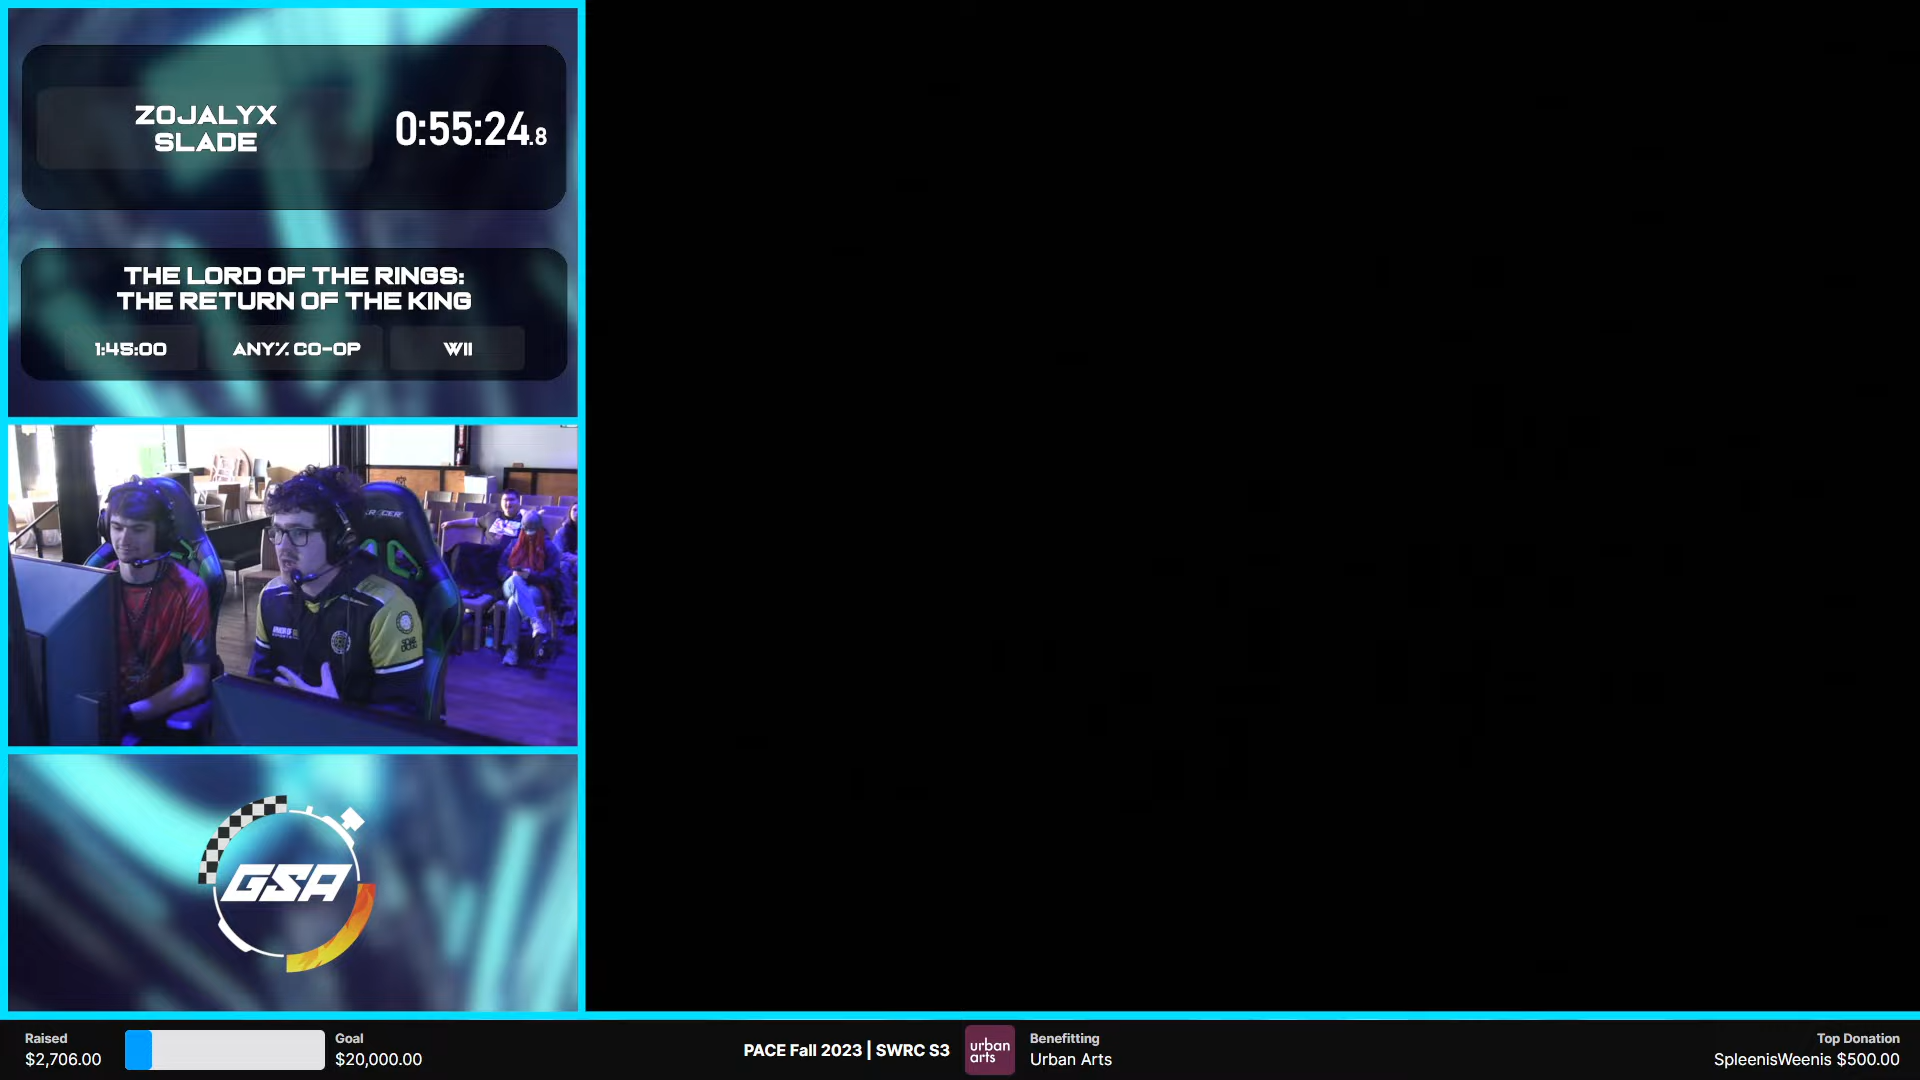 ZOJALYX
SLADE
0:55:24.8
THE LORD OF THE RINGS:
THE RETURN OF THE KING
1:45:00
ANY% CO-OP
WII
GSA
Raised
$2,706.00
Goal
$20,000.00
PACE Fall 2023 | SWRC S3
urban
arts
Benefitting
Urban Arts
Top Donation
SpleenisWeenis $500.00